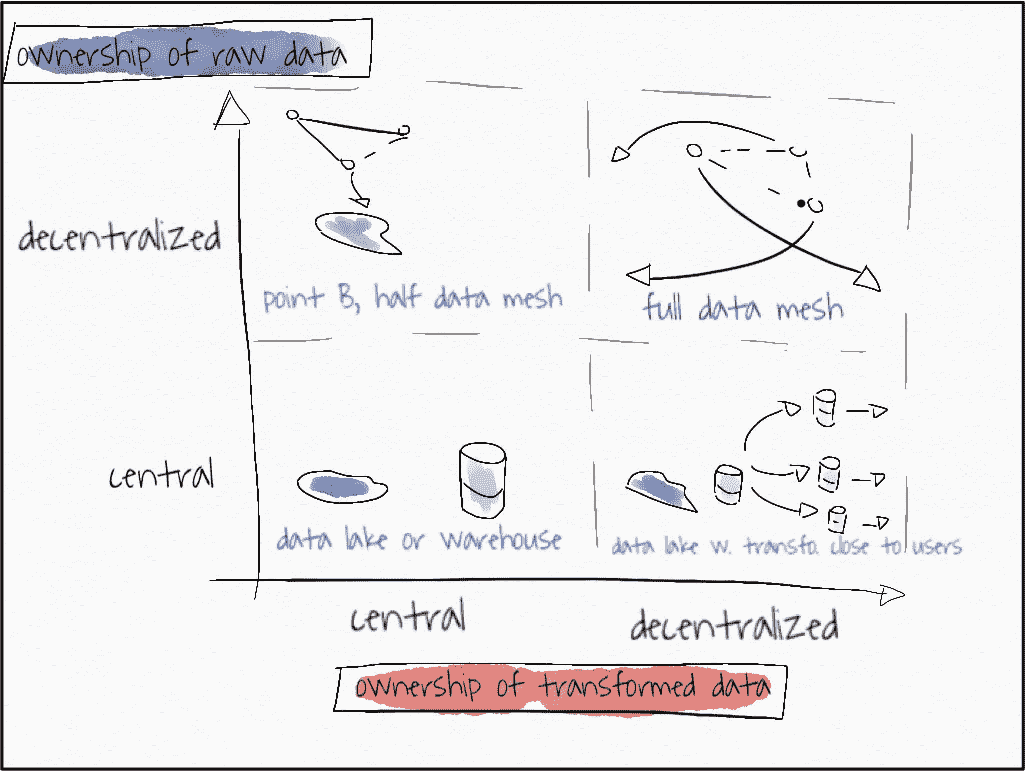 ownership of raw data
decentralized
point B, half data mesh
full data mesh
central
data lake or warehouse
data lake w. transfo. close to users
central
decentralized
ownership of transformed data